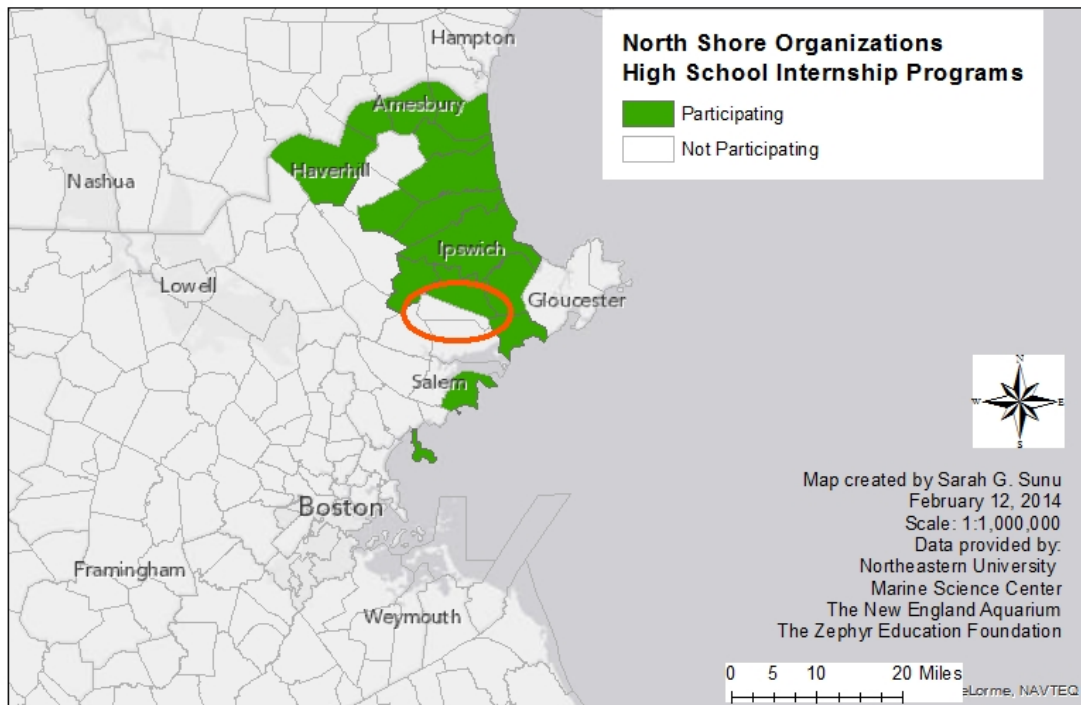 North Shore Organizations
High School Internship Programs
Participating
Not Participating
Hampton
Amesbury
Haverhill
Nashua
Ipswich
Lowell
Gloucester
Salem
Boston
Framingham
Weymouth
N
W
E
S
Map created by Sarah G. Sunu
February 12, 2014
Scale: 1:1,000,000
Data provided by:
Northeastern University
Marine Science Center
The New England Aquarium
The Zephyr Education Foundation
0 5 10 20 Miles
eLorme, NAVTEQ